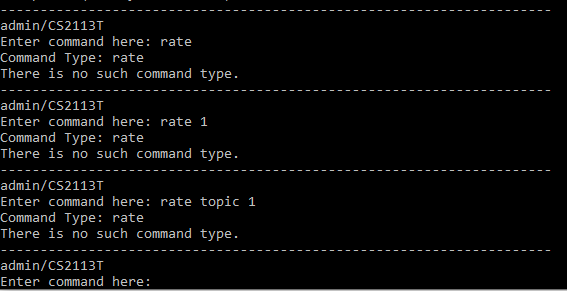 ------------------------------------------------------------------
admin/CS2113T
Enter command here: rate
Command Type: rate
There is no such command type.
------------------------------------------------------------------
admin/CS2113T
Enter command here: rate 1
Command Type: rate
There is no such command type.
------------------------------------------------------------------
admin/CS2113T
Enter command here: rate topic 1
Command Type: rate
There is no such command type.
------------------------------------------------------------------
admin/CS2113T
Enter command here: